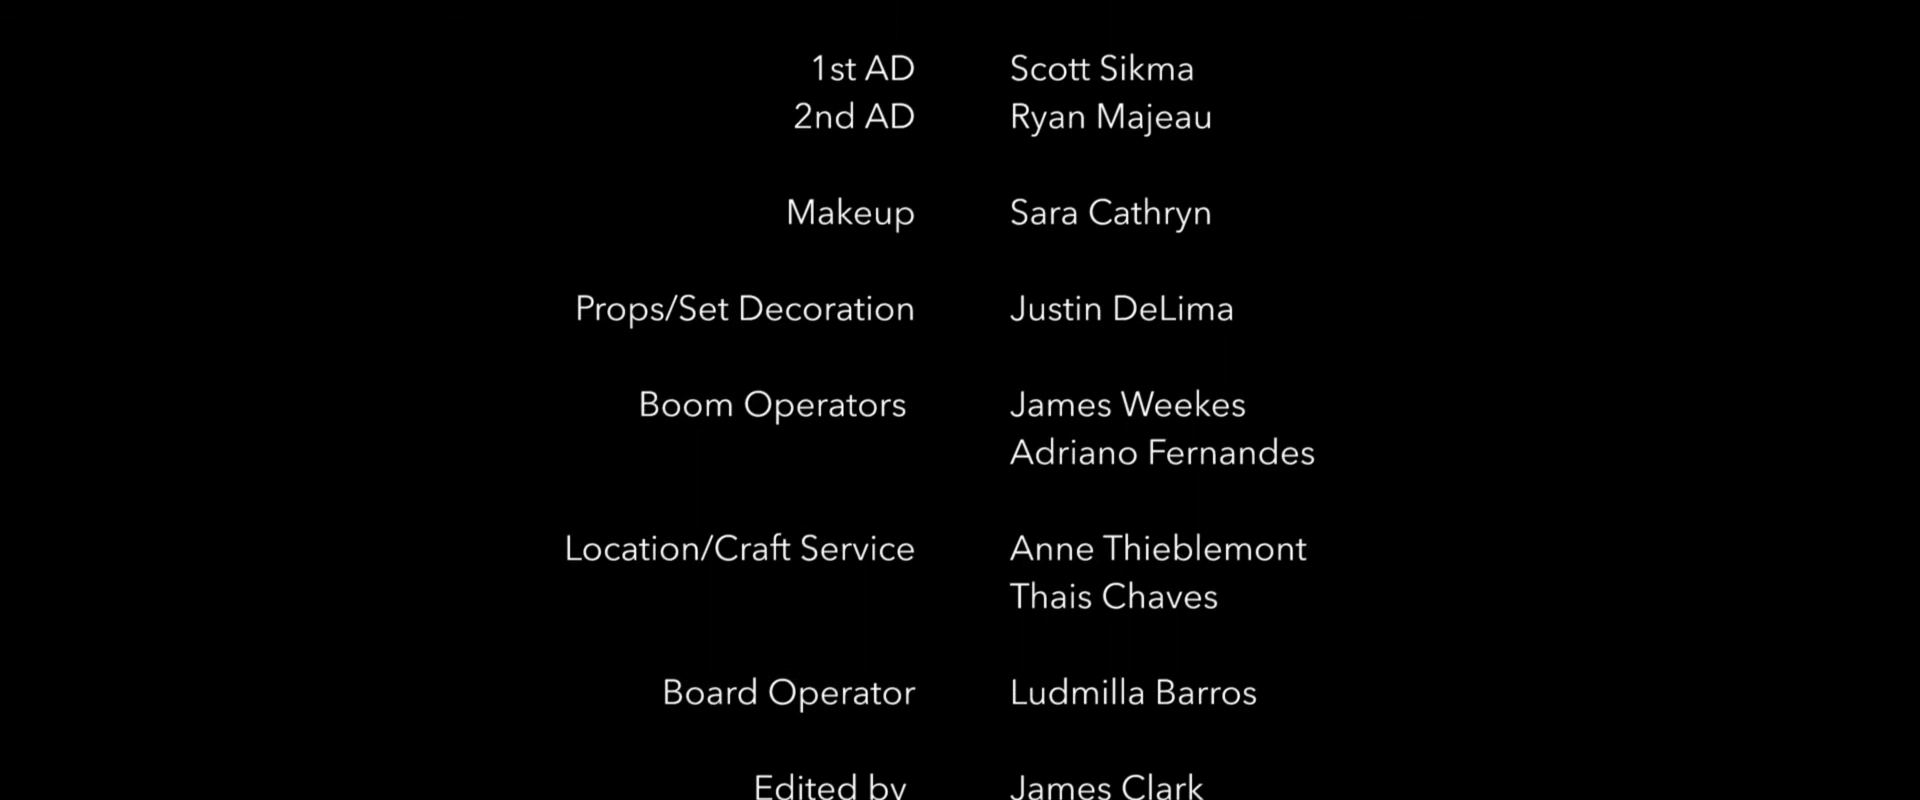 1st AD Scott Sikma
2nd AD Ryan Majeau
Makeup Sara Cathryn
Props/Set Decoration Justin DeLima
Boom Operators James Weekes
Adriano Fernandes
Location/Craft Service Anne Thieblemont
Thais Chaves
Board Operator Ludmilla Barros
Edited by James Clark